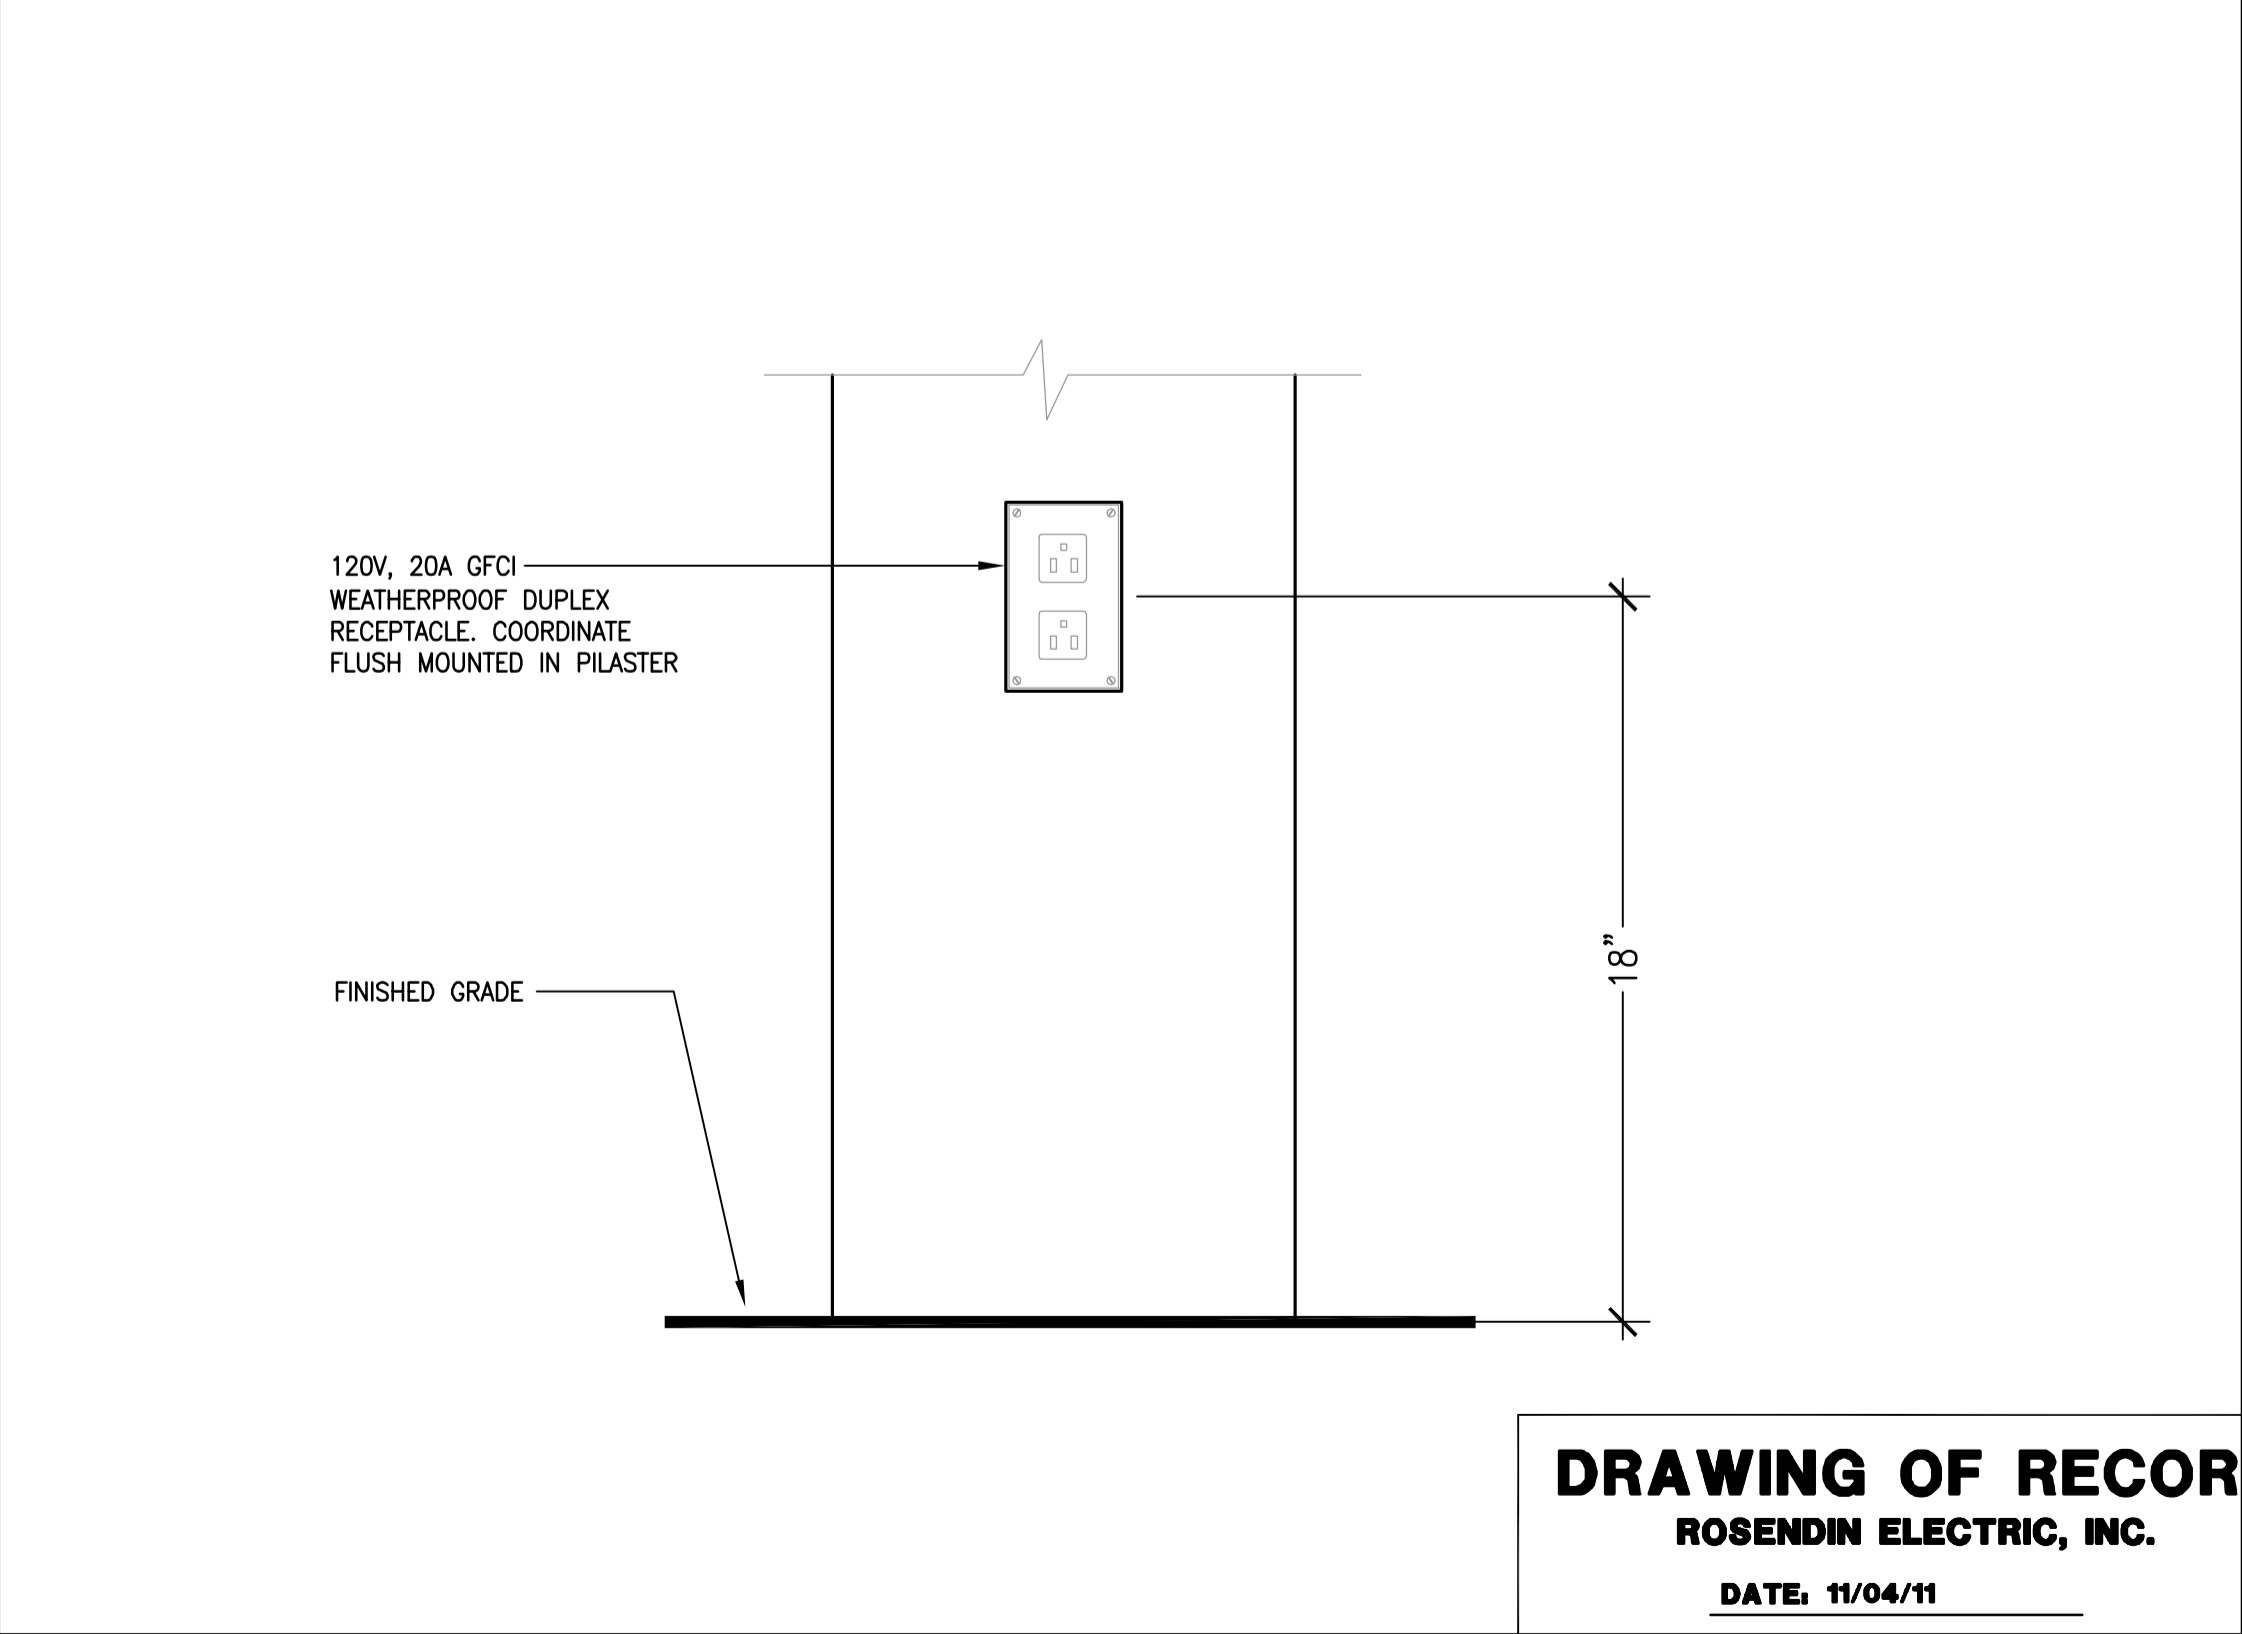 120V, 20A GFCI
WEATHERPROOF DUPLEX
RECEPTACLE. COORDINATE
FLUSH MOUNTED IN PILASTER
18"
FINISHED GRADE
DRAWING OF RECOR
ROSENDIN ELECTRIC, INC.
DATE: 11/04/11